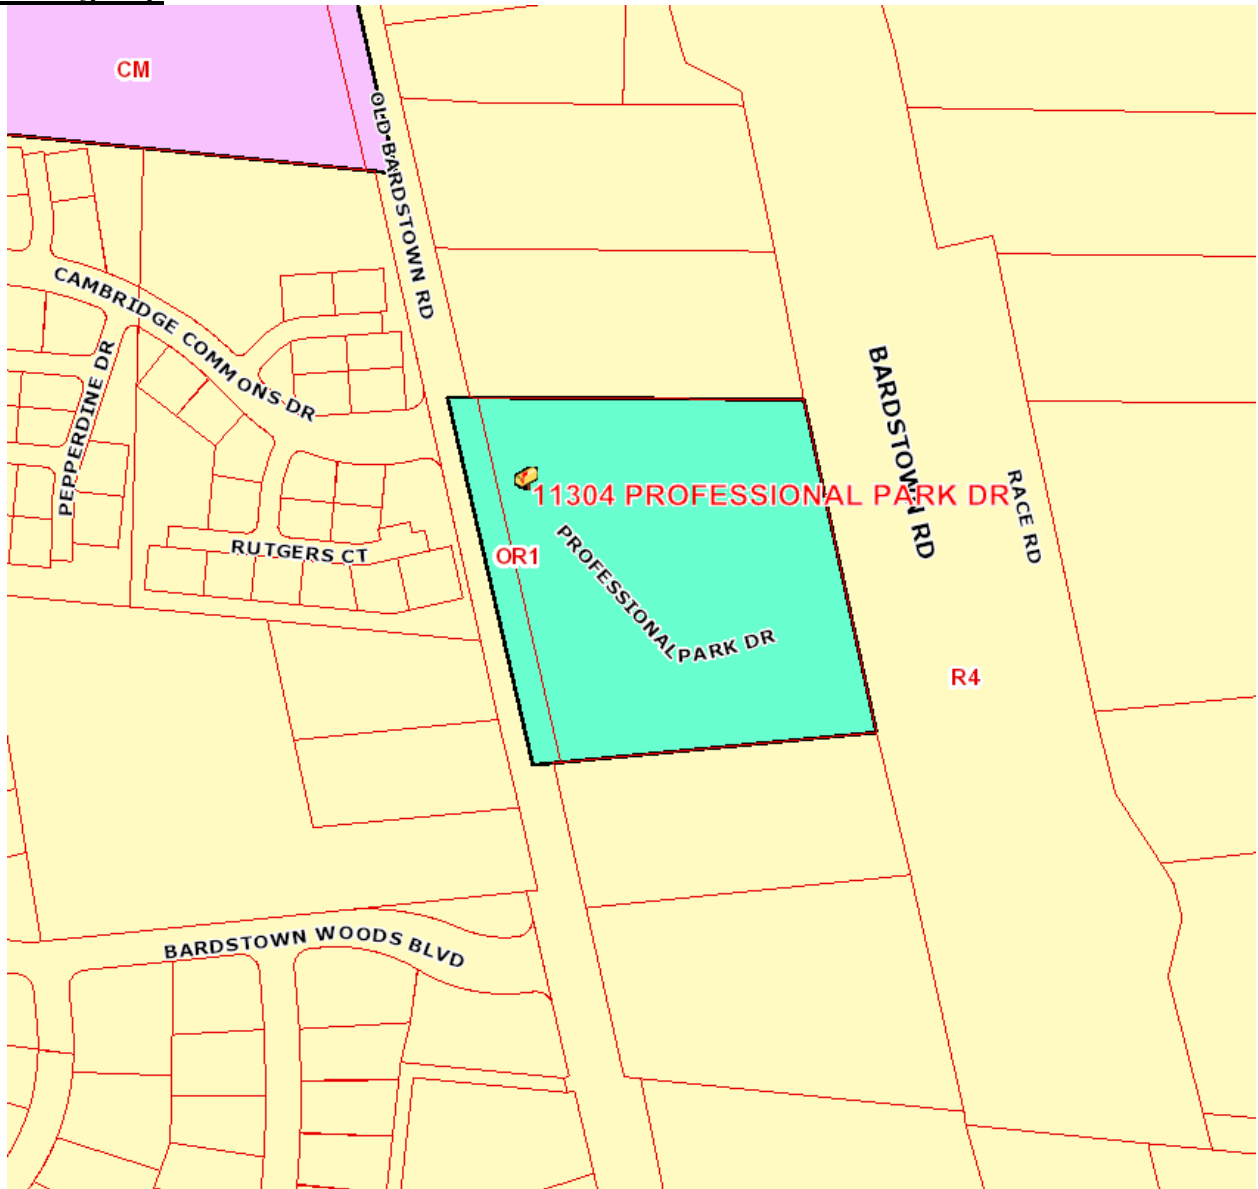 CM
OLD BARDSTOWN RD
CAMBRIDGE COMMONS DR
PEPPERDINE DR
BARDSTOWN RD
RACE RD
11304 PROFESSIONAL PARK DR
OR1
RUTGERS CT
PROFESSIONAL PARK DR
R4
BARDSTOWN WOODS BLVD